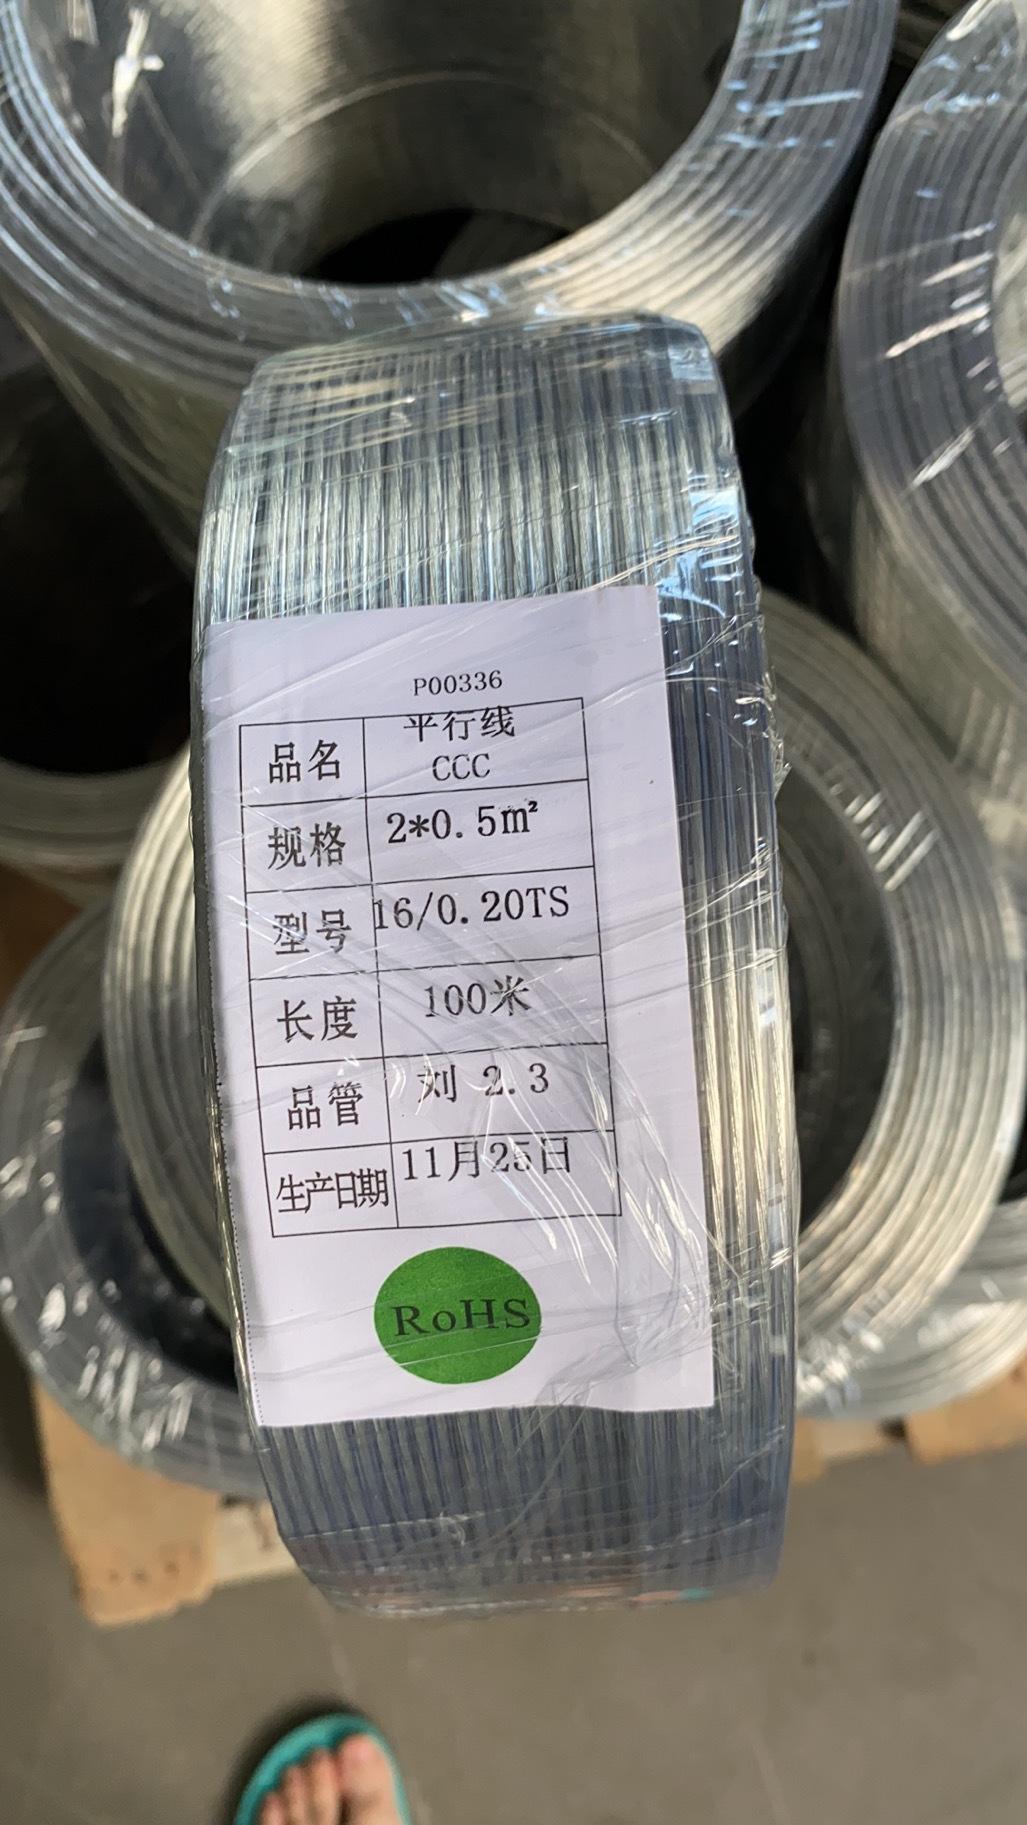 P00336
品名 平行线
CCC
规格 2*0.5m²
型号 16/0.20TS
长度 100米
品管 刘 2.3
生产日期 11月25日
RoHS